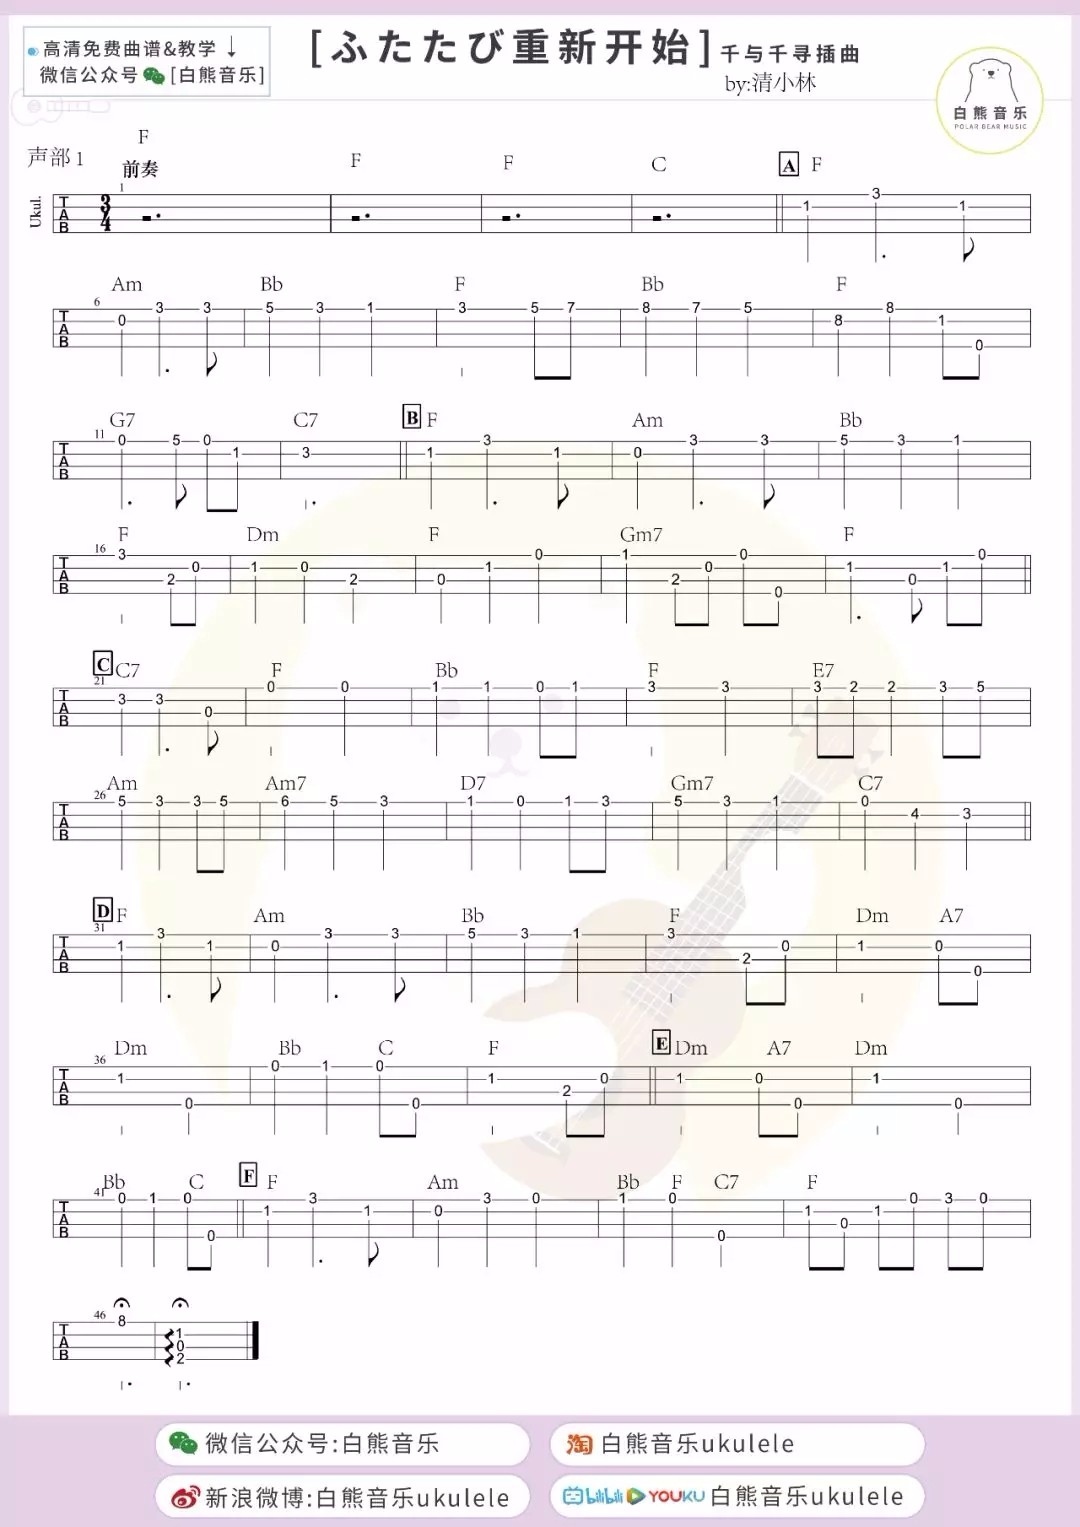 高清免费曲谱&教学 ↓
微信公众号 [白熊音乐]
[ふたたび重新开始] 千与千寻插曲
by:清小林
白熊音乐
POLAR BEAR MUSIC
声部 1
F 前奏 F F C A F
Ukul. TAB 3/4 1
1 3 1
Am Bb F Bb F
6 TAB 0 3 3 5 3 1 3 5 7 8 7 5 8 8 1 0
G7 C7 B F Am Bb
11 TAB 0 5 0 1 3 1 3 1 0 3 3 5 3 1
F Dm F Gm7 F
16 TAB 3 2 0 1 0 2 0 1 0 1 2 0 0 0 1 0 1 0
C C7 F Bb F E7
21 TAB 3 3 0 0 0 1 1 0 1 3 3 3 2 2 3 5
Am Am7 D7 Gm7 C7
26 TAB 5 3 3 5 6 5 3 1 0 1 3 5 3 1 0 4 3
D F Am Bb F Dm A7
31 TAB 1 3 1 0 3 3 5 3 1 3 2 0 1 0 0
Dm Bb C F E Dm A7 Dm
36 TAB 1 0 0 1 0 0 1 2 0 1 0 0 1 0
Bb C F F Am Bb F C7 F
41 TAB 0 1 0 0 1 3 1 0 3 0 1 0 0 1 0 1 0 3 0
46 TAB 8 1 0 2
微信公众号:白熊音乐
淘 白熊音乐ukulele
新浪微博:白熊音乐ukulele
bilibili YOUKU 白熊音乐ukulele